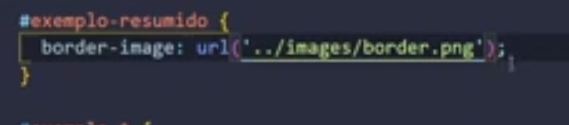 #exemplo-resumido {
border-image: url('../images/border.png');
}